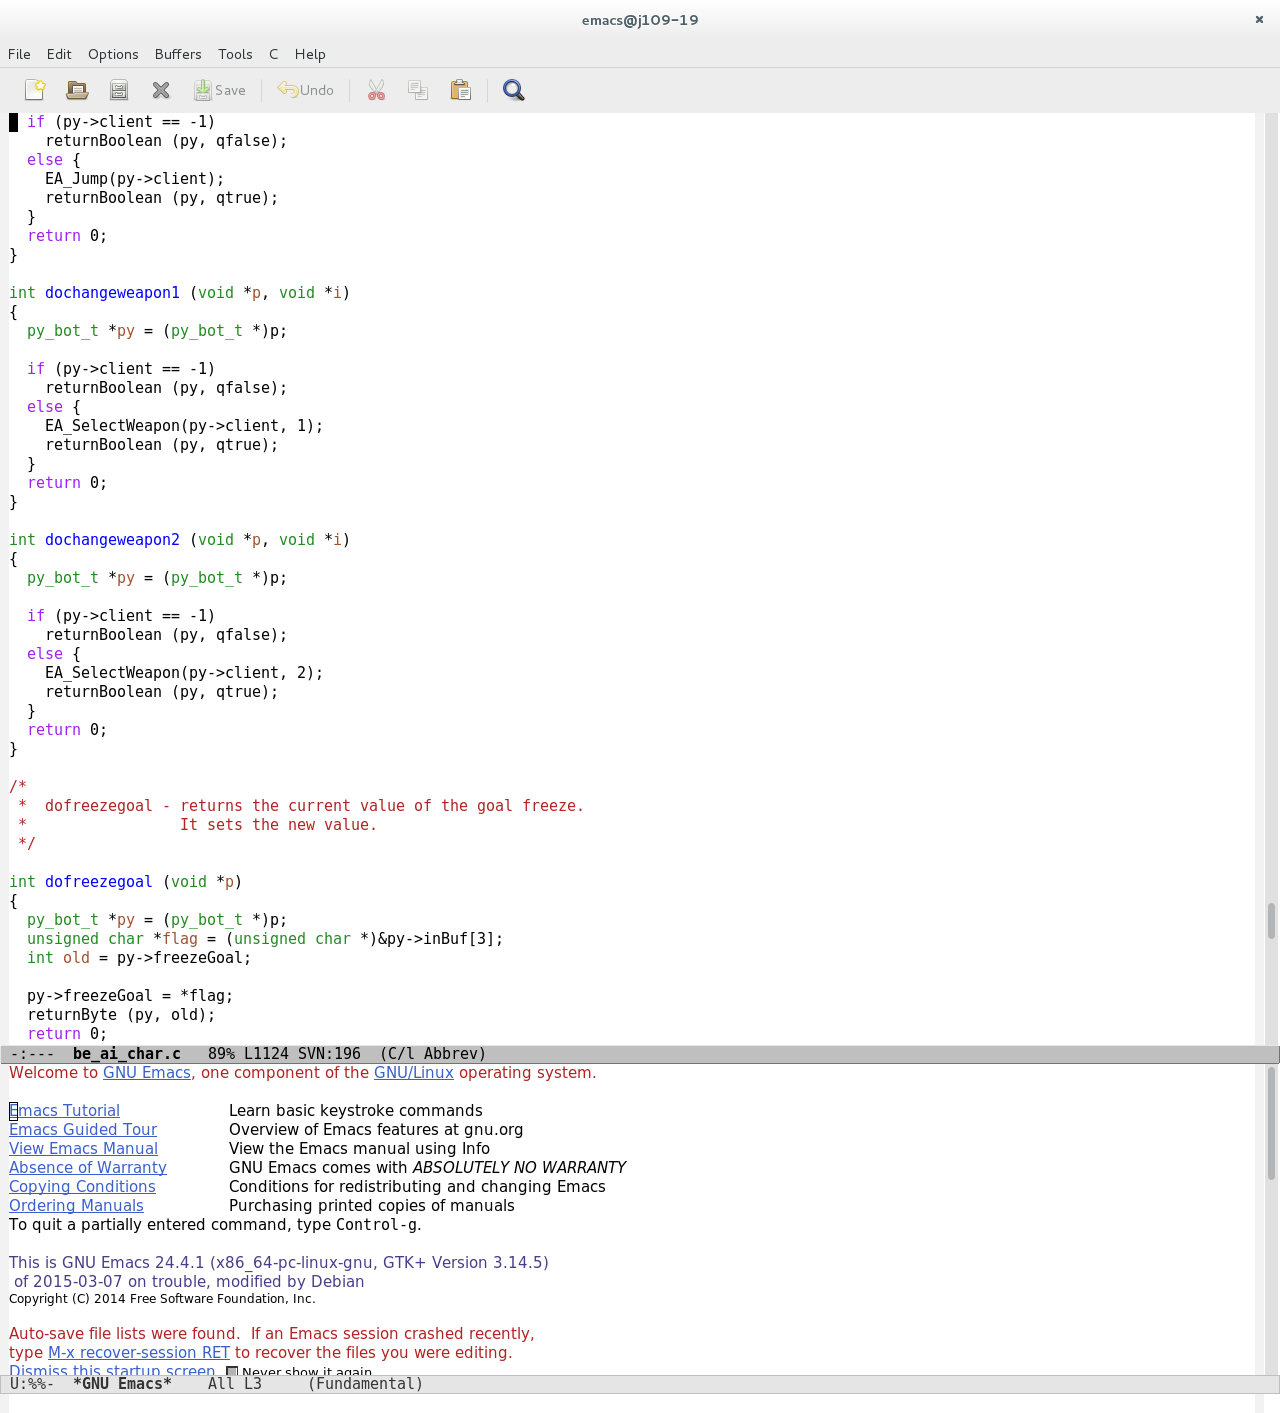 emacs@j109-19
File Edit Options Buffers Tools C Help
Save Undo
  if (py->client == -1)
    returnBoolean (py, qfalse);
  else {
    EA_Jump(py->client);
    returnBoolean (py, qtrue);
  }
  return 0;
}

int dochangeweapon1 (void *p, void *i)
{
  py_bot_t *py = (py_bot_t *)p;

  if (py->client == -1)
    returnBoolean (py, qfalse);
  else {
    EA_SelectWeapon(py->client, 1);
    returnBoolean (py, qtrue);
  }
  return 0;
}

int dochangeweapon2 (void *p, void *i)
{
  py_bot_t *py = (py_bot_t *)p;

  if (py->client == -1)
    returnBoolean (py, qfalse);
  else {
    EA_SelectWeapon(py->client, 2);
    returnBoolean (py, qtrue);
  }
  return 0;
}

/*
 *  dofreezegoal - returns the current value of the goal freeze.
 *                 It sets the new value.
 */

int dofreezegoal (void *p)
{
  py_bot_t *py = (py_bot_t *)p;
  unsigned char *flag = (unsigned char *)&py->inBuf[3];
  int old = py->freezeGoal;

  py->freezeGoal = *flag;
  returnByte (py, old);
  return 0;
-:---  be_ai_char.c   89% L1124 SVN:196  (C/l Abbrev)
Welcome to GNU Emacs, one component of the GNU/Linux operating system.

Emacs Tutorial Learn basic keystroke commands
Emacs Guided Tour Overview of Emacs features at gnu.org
View Emacs Manual View the Emacs manual using Info
Absence of Warranty GNU Emacs comes with ABSOLUTELY NO WARRANTY
Copying Conditions Conditions for redistributing and changing Emacs
Ordering Manuals Purchasing printed copies of manuals
To quit a partially entered command, type Control-g.

This is GNU Emacs 24.4.1 (x86_64-pc-linux-gnu, GTK+ Version 3.14.5)
 of 2015-03-07 on trouble, modified by Debian
Copyright (C) 2014 Free Software Foundation, Inc.

Auto-save file lists were found.  If an Emacs session crashed recently,
type M-x recover-session RET to recover the files you were editing.
Dismiss this startup screen Never show it again
U:%%-  *GNU Emacs*    All L3     (Fundamental)